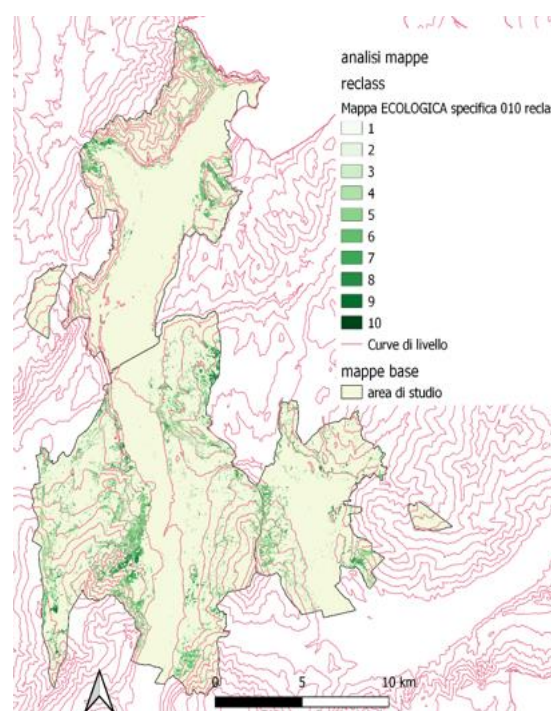 analisi mappe
reclass
Mappa ECOLOGICA specifica 010 recla
1
2
3
4
5
6
7
8
9
10
Curve di livello
mappe base
area di studio
0 5 10 km